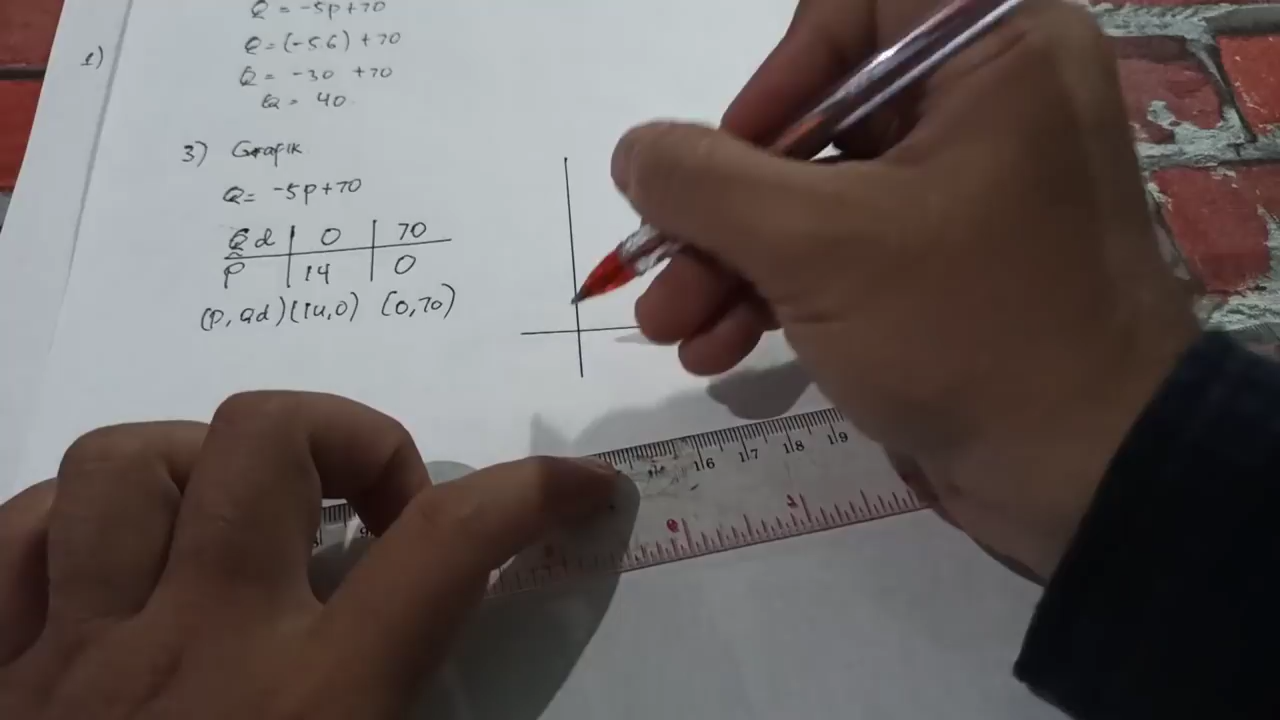 Q = -5p+70
1)
Q = (-5.6) + 70
Q = -30 + 70
Q = 40
3) Grafik
Q = -5p+70
Qd | 0 | 70
P | 14 | 0
(P, Qd) (14,0) (0,70)
16 17 18 19